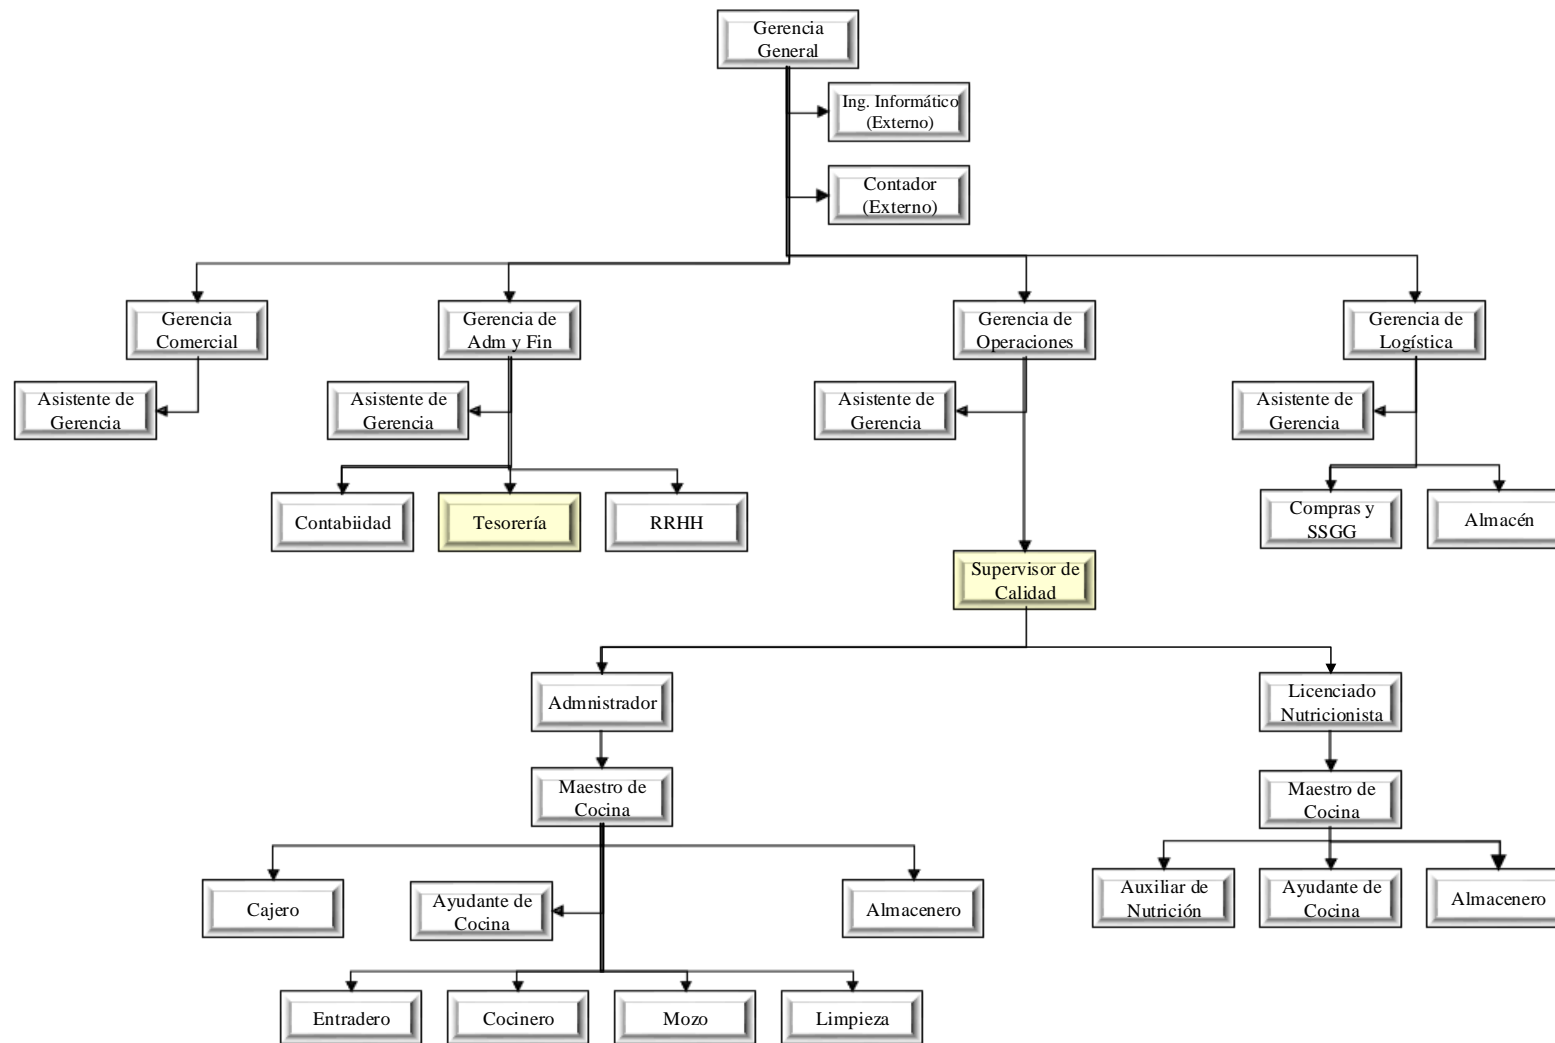 Gerencia
General
Ing. Informático
(Externo)
Contador
(Externo)
Gerencia
Comercial
Gerencia de
Adm y Fin
Gerencia de
Operaciones
Gerencia de
Logística
Asistente de
Gerencia
Asistente de
Gerencia
Asistente de
Gerencia
Asistente de
Gerencia
Contabiidad
Tesorería
RRHH
Compras y
SSGG
Almacén
Supervisor de
Calidad
Admnistrador
Licenciado
Nutricionista
Maestro de
Cocina
Maestro de
Cocina
Cajero
Ayudante de
Cocina
Almacenero
Auxiliar de
Nutrición
Ayudante de
Cocina
Almacenero
Entradero
Cocinero
Mozo
Limpieza